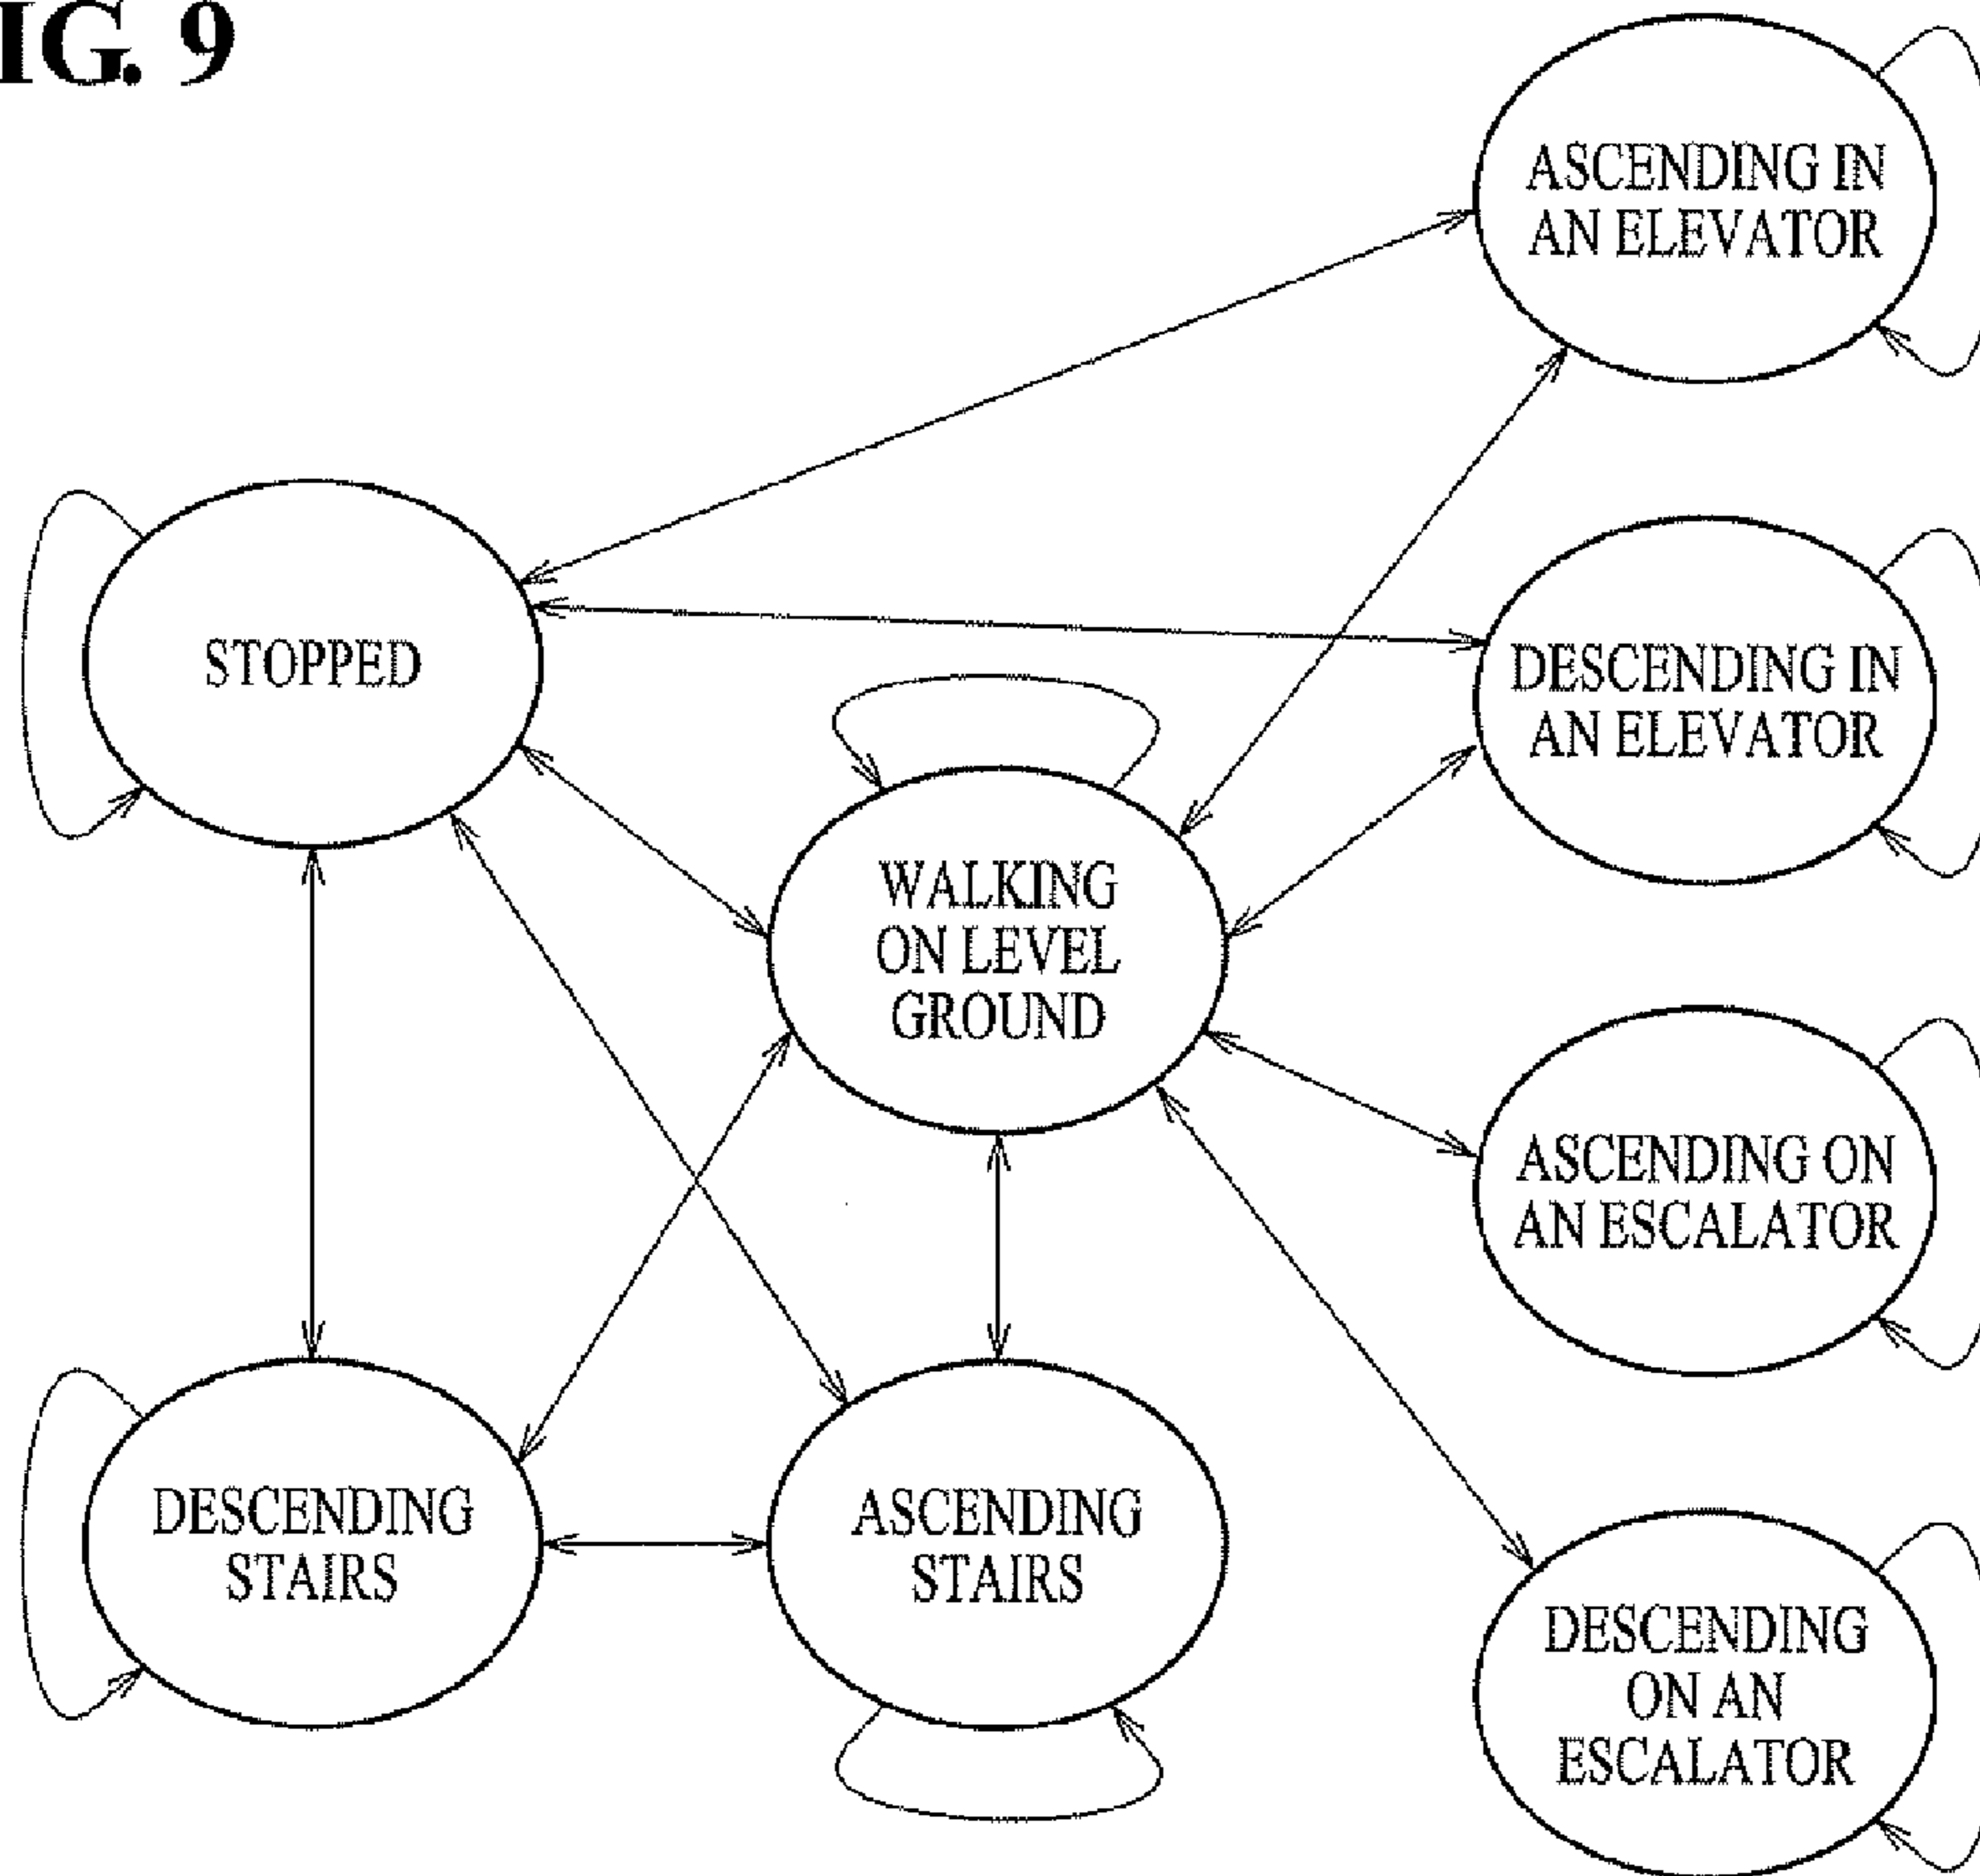 IG. 9
ASCENDING IN
AN ELEVATOR
STOPPED
DESCENDING IN
AN ELEVATOR
WALKING
ON LEVEL
GROUND
ASCENDING ON
AN ESCALATOR
DESCENDING
STAIRS
ASCENDING
STAIRS
DESCENDING
ON AN
ESCALATOR